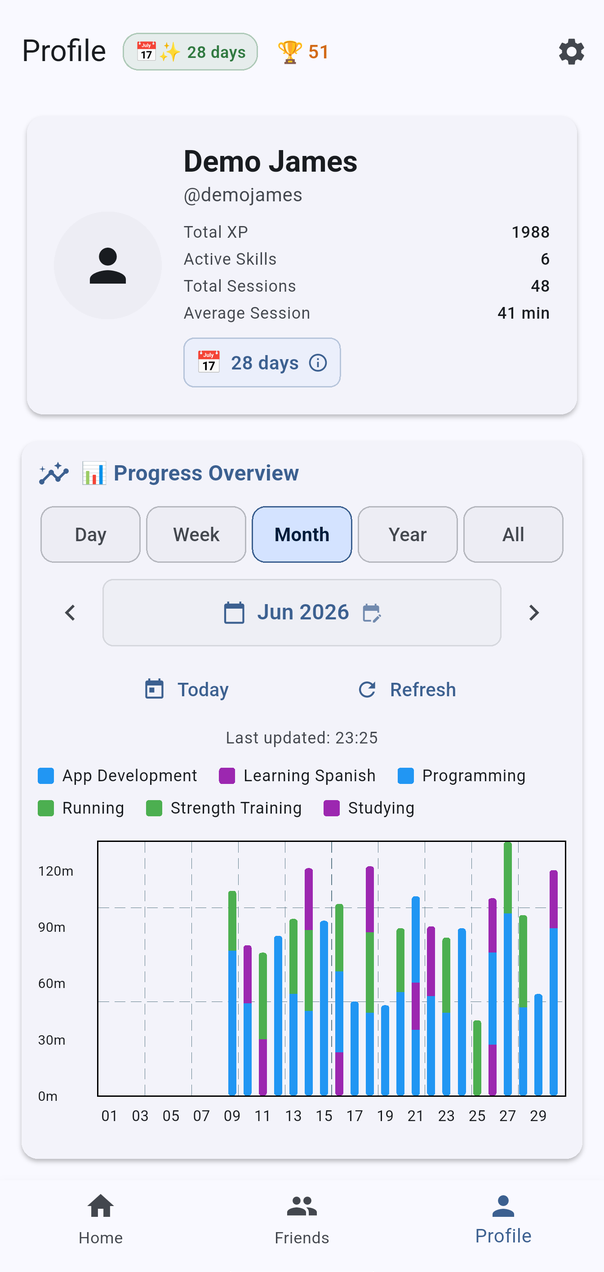 Profile 28 days 51
Demo James
@demojames
Total XP 1988
Active Skills 6
Total Sessions 48
Average Session 41 min
28 days
Progress Overview
Day Week Month Year All
Jun 2026
Today Refresh
Last updated: 23:25
App Development Learning Spanish Programming
Running Strength Training Studying
120m
90m
60m
30m
0m
01 03 05 07 09 11 13 15 17 19 21 23 25 27 29
Home Friends Profile